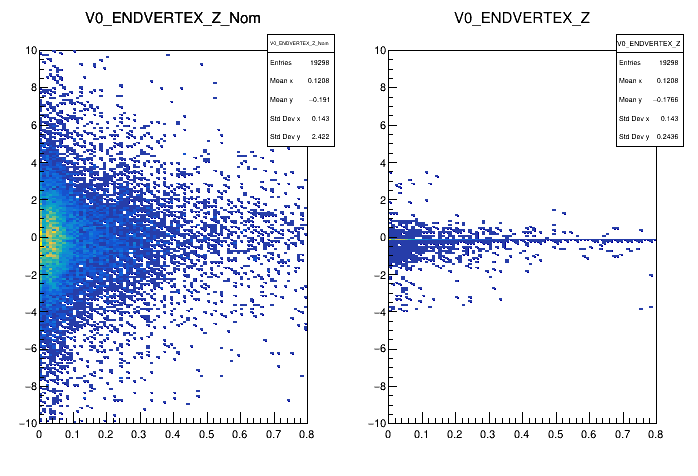 V0_ENDVERTEX_Z_Nom
V0_ENDVERTEX_Z_Nom
Entries 19298
Mean x 0.1208
Mean y −0.191
Std Dev x 0.143
Std Dev y 2.422
10
8
6
4
2
0
−2
−4
−6
−8
−10
0 0.1 0.2 0.3 0.4 0.5 0.6 0.7 0.8
V0_ENDVERTEX_Z
V0_ENDVERTEX_Z
Entries 19298
Mean x 0.1208
Mean y −0.1766
Std Dev x 0.143
Std Dev y 0.2436
10
8
6
4
2
0
−2
−4
−6
−8
−10
0 0.1 0.2 0.3 0.4 0.5 0.6 0.7 0.8